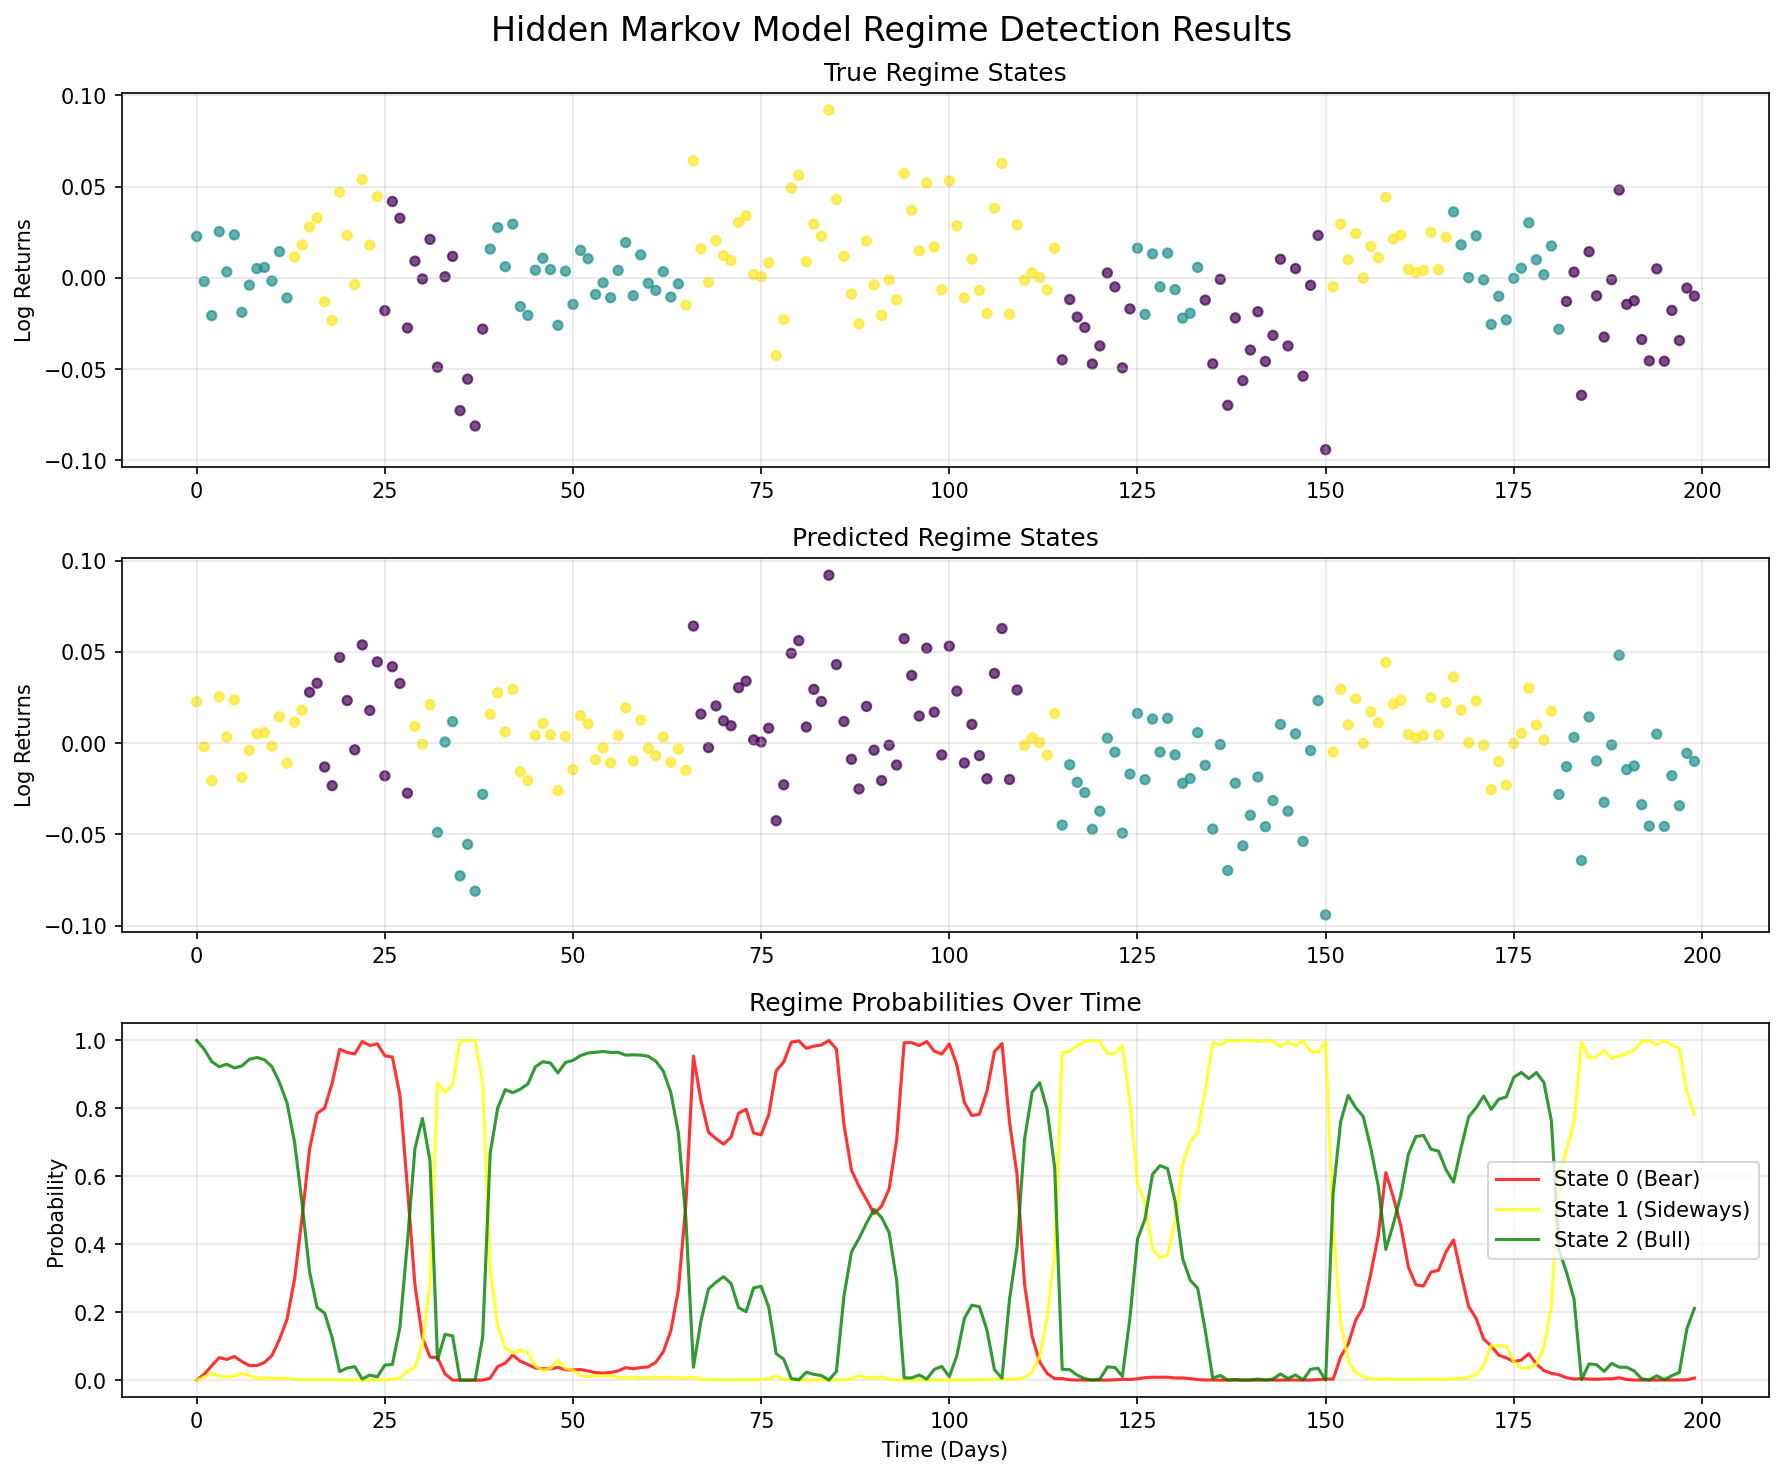 Hidden Markov Model Regime Detection Results
True Regime States
Log Returns
0.10
0.05
0.00
−0.05
−0.10
0 25 50 75 100 125 150 175 200
Predicted Regime States
Log Returns
0.10
0.05
0.00
−0.05
−0.10
0 25 50 75 100 125 150 175 200
Regime Probabilities Over Time
Probability
1.0
0.8
0.6
0.4
0.2
0.0
State 0 (Bear)
State 1 (Sideways)
State 2 (Bull)
0 25 50 75 100 125 150 175 200
Time (Days)